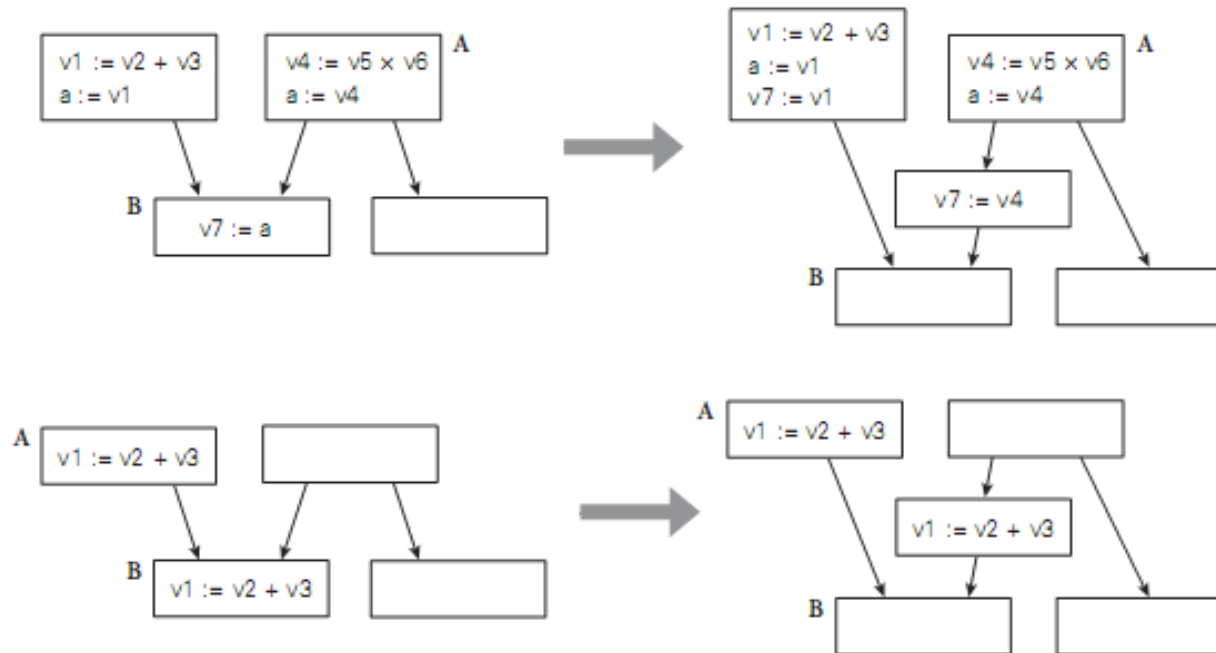 v1 := v2 + v3
a := v1
v4 := v5 × v6
a := v4
A
B
v7 := a
v1 := v2 + v3
a := v1
v7 := v1
v4 := v5 × v6
a := v4
A
v7 := v4
B
A
v1 := v2 + v3
B
v1 := v2 + v3
A
v1 := v2 + v3
v1 := v2 + v3
B